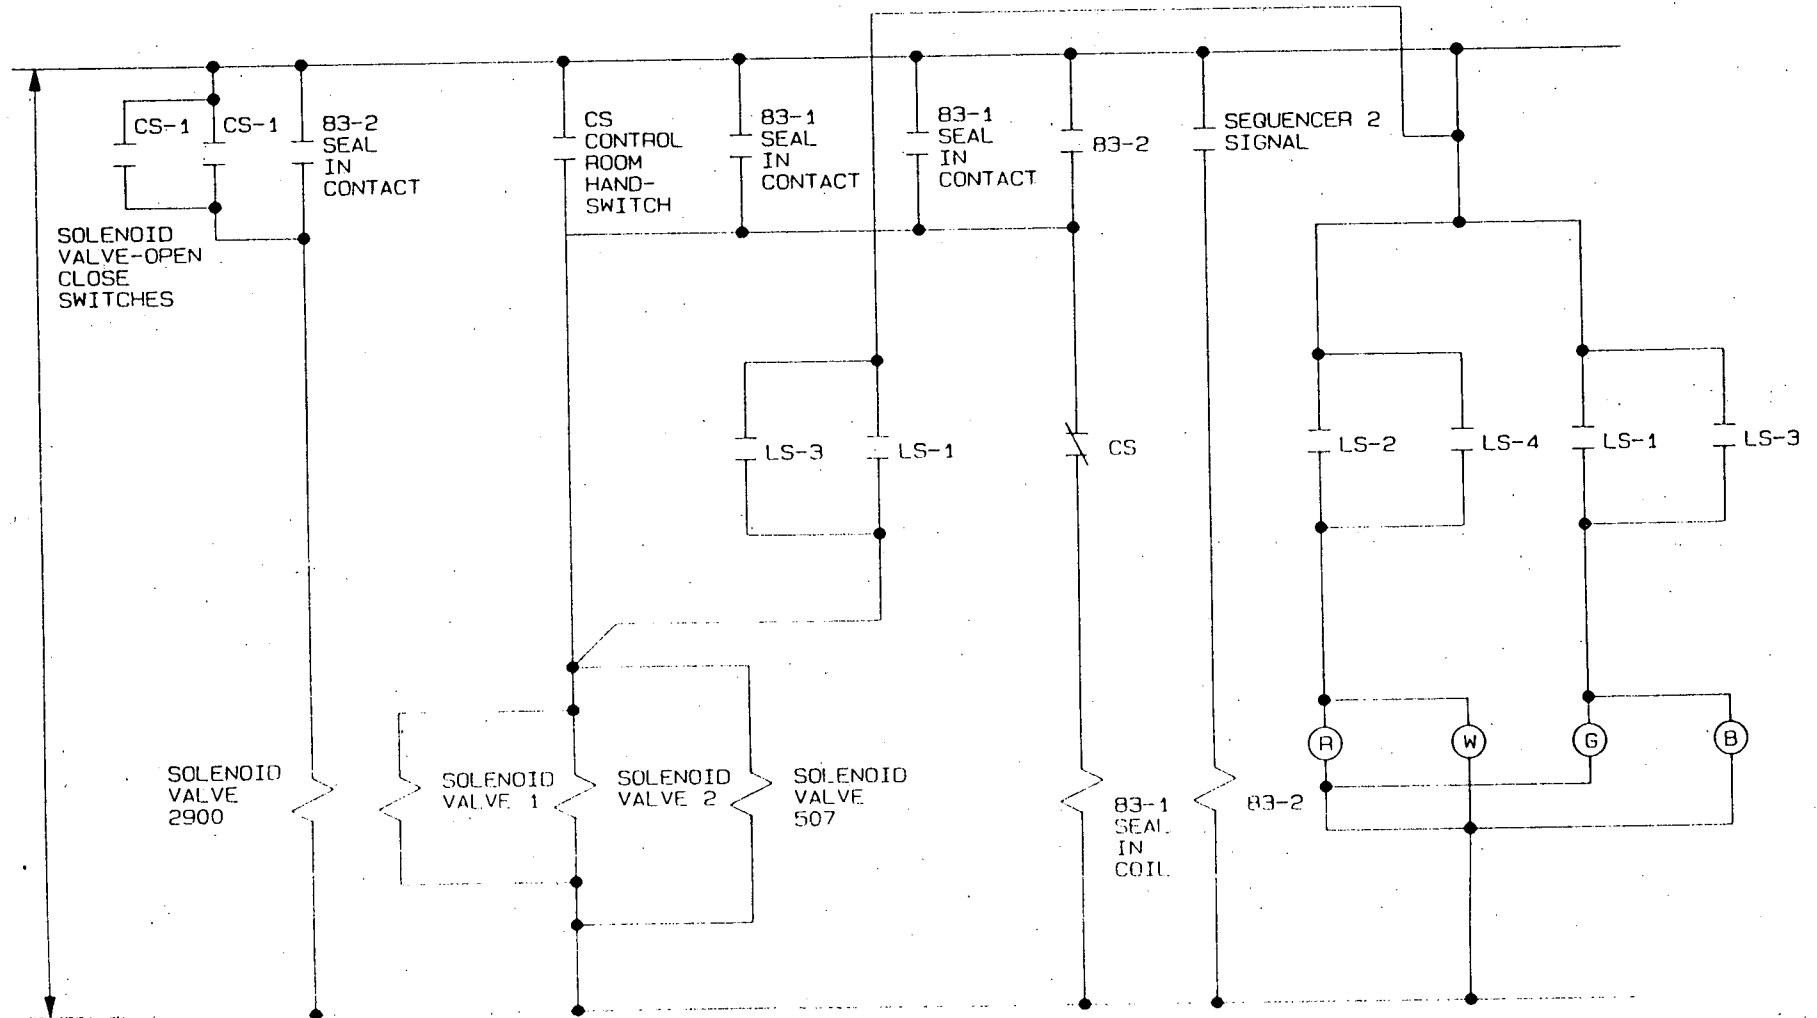 CS-1
CS-1
83-2
SEAL
IN
CONTACT
SOLENOID
VALVE-OPEN
CLOSE
SWITCHES
CS
CONTROL
ROOM
HAND-
SWITCH
83-1
SEAL
IN
CONTACT
83-1
SEAL
IN
CONTACT
83-2
SEQUENCER 2
SIGNAL
LS-3
LS-1
CS
LS-2
LS-4
LS-1
LS-3
SOLENOID
VALVE
2900
SOLENOID
VALVE 1
SOLENOID
VALVE 2
SOLENOID
VALVE
507
83-1
SEAL
IN
COIL
83-2
R
W
G
B